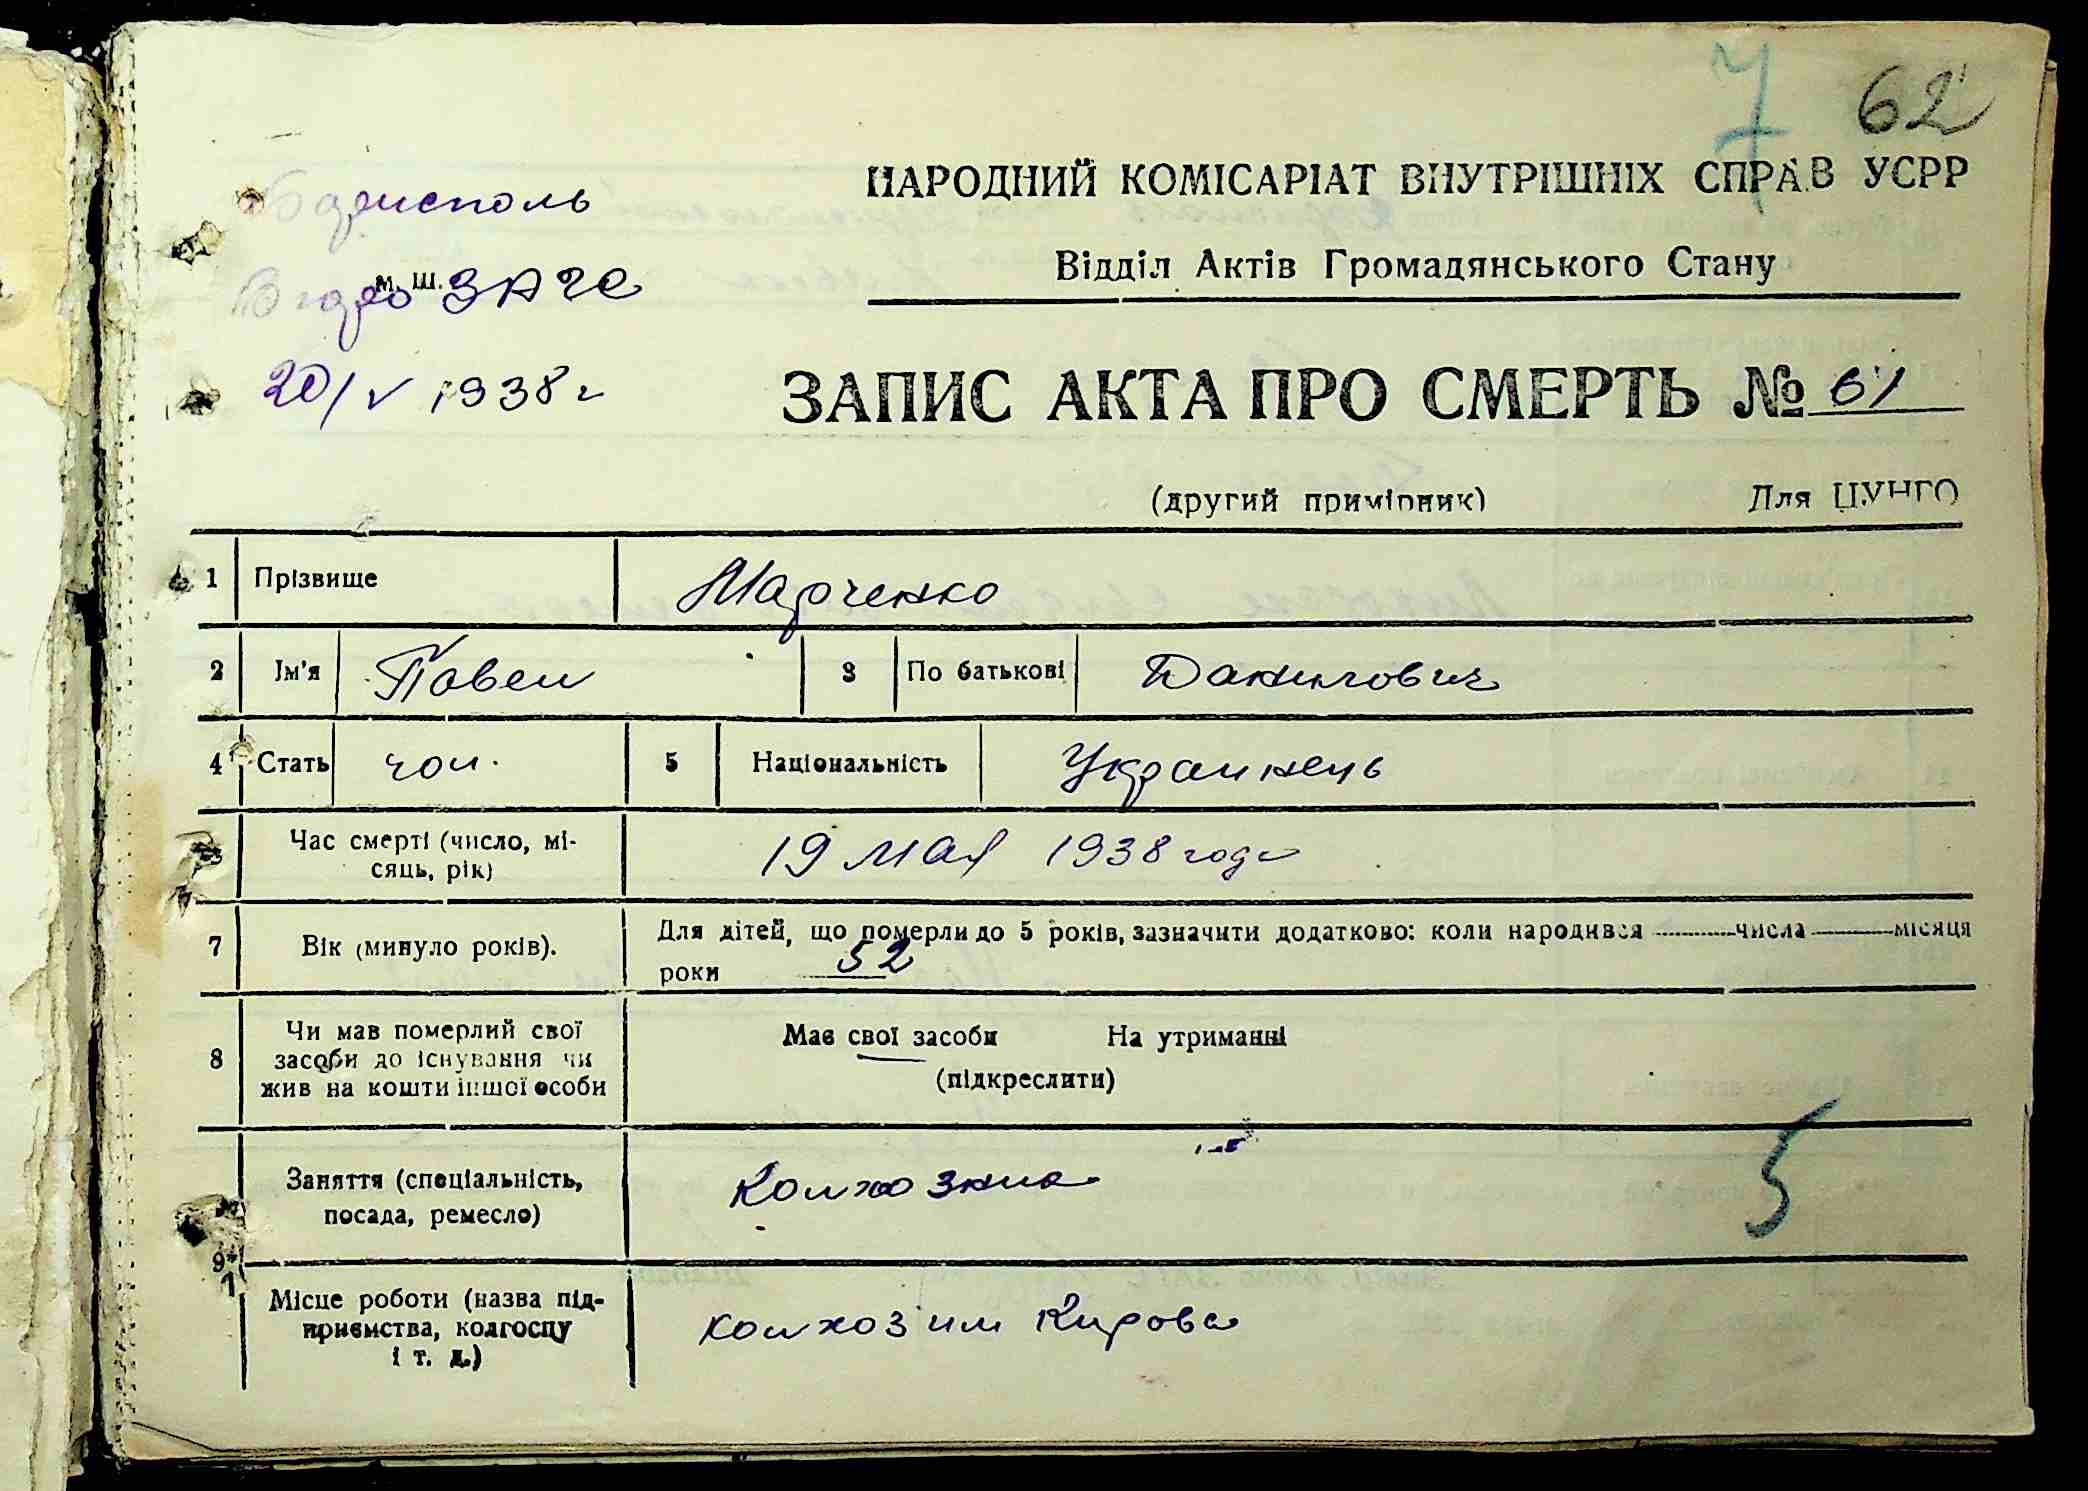 7 62
Борисполь
НАРОДНИЙ КОМІСАРІАТ ВНУТРІШНІХ СПРАВ УСРР
Відділ Актів Громадянського Стану
м. ш. ЗАГС
20/V 1938 г
ЗАПИС АКТА ПРО СМЕРТЬ № 61
(другий примірник) Для ЦУНГО
1 Прізвище Марченко
2 Ім'я Павел 3 По батькові Данилович
4 Стать чол. 5 Національність Украинець
Час смерті (число, мі-
сяць, рік) 19 мая 1938 года
7 Вік (минуло років). Для дітей, що померли до 5 років, зазначити додатково: коли народився числа місяця
роки 52
8 Чи мав померлий свої
засоби до існування чи
жив на кошти іншої особи
Має свої засоби На утриманні
(підкреслити)
Заняття (спеціальність,
посада, ремесло) Колхозник
5
9
Місце роботи (назва під-
приємства, колгоспу
і т. д.) колхоз им Кирова